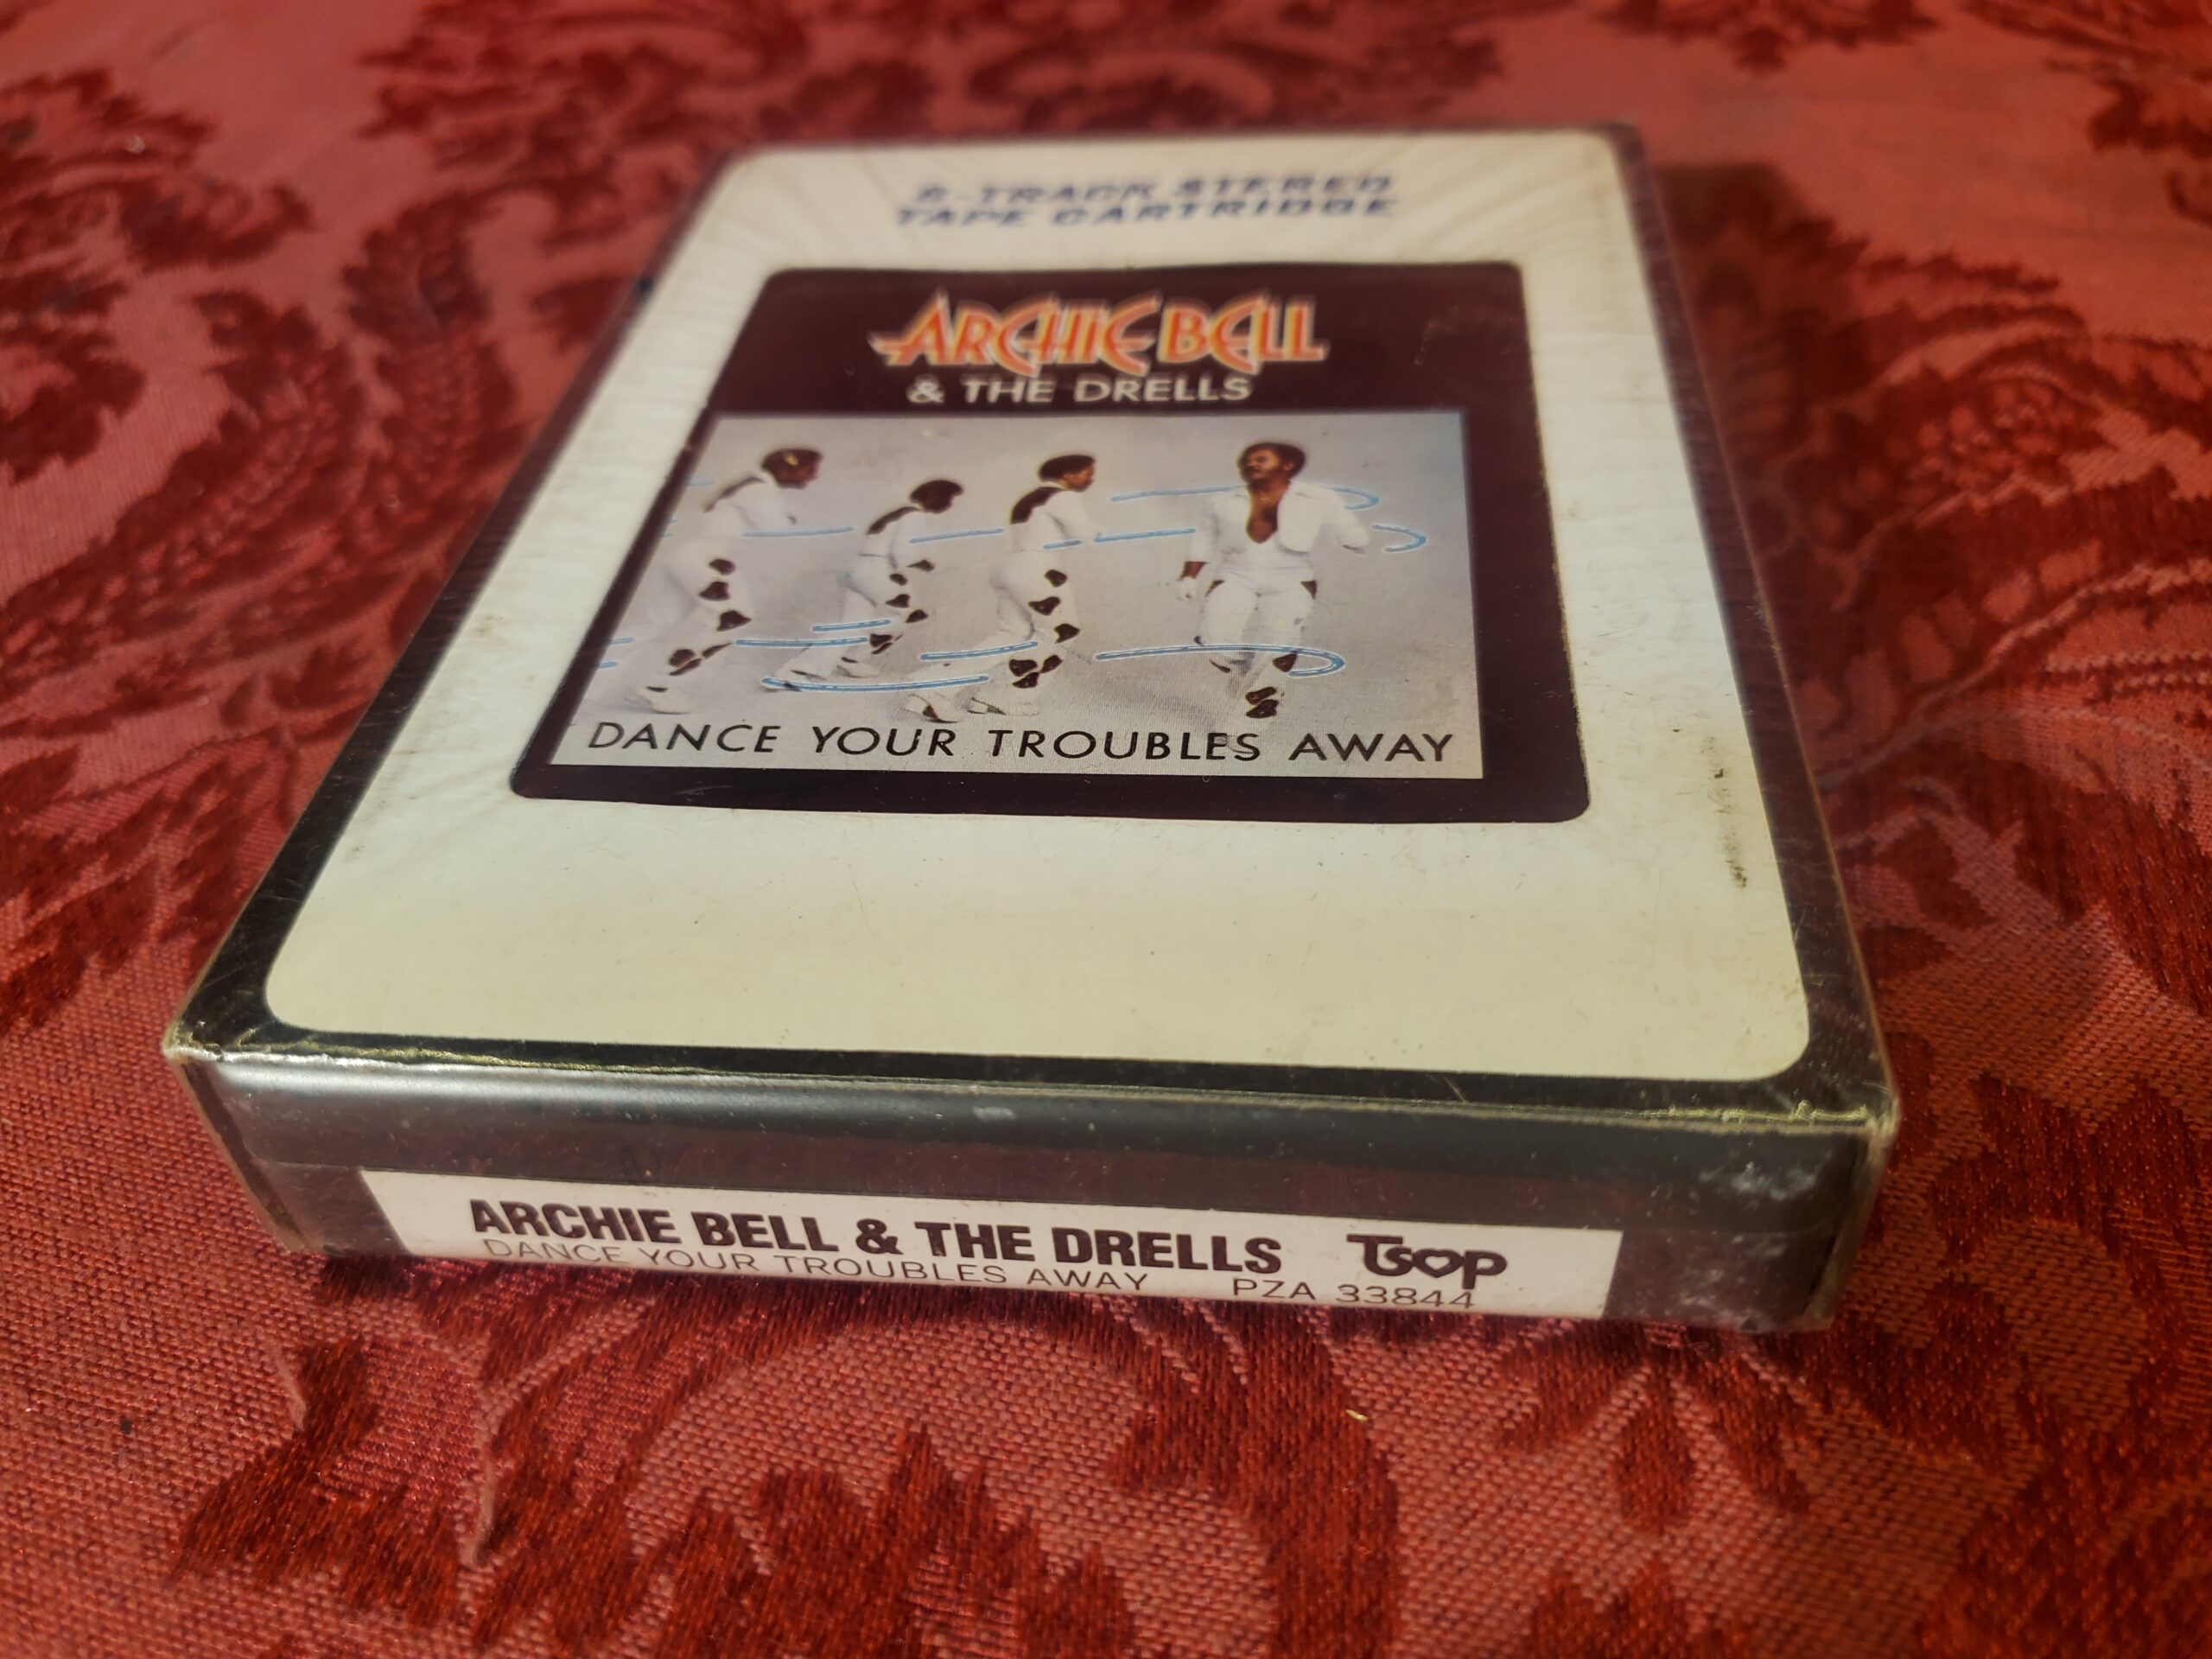 8-TRACK STEREO
TAPE CARTRIDGE
ARCHIE BELL
& THE DRELLS
DANCE YOUR TROUBLES AWAY
ARCHIE BELL & THE DRELLS TSOP
DANCE YOUR TROUBLES AWAY PZA 33844